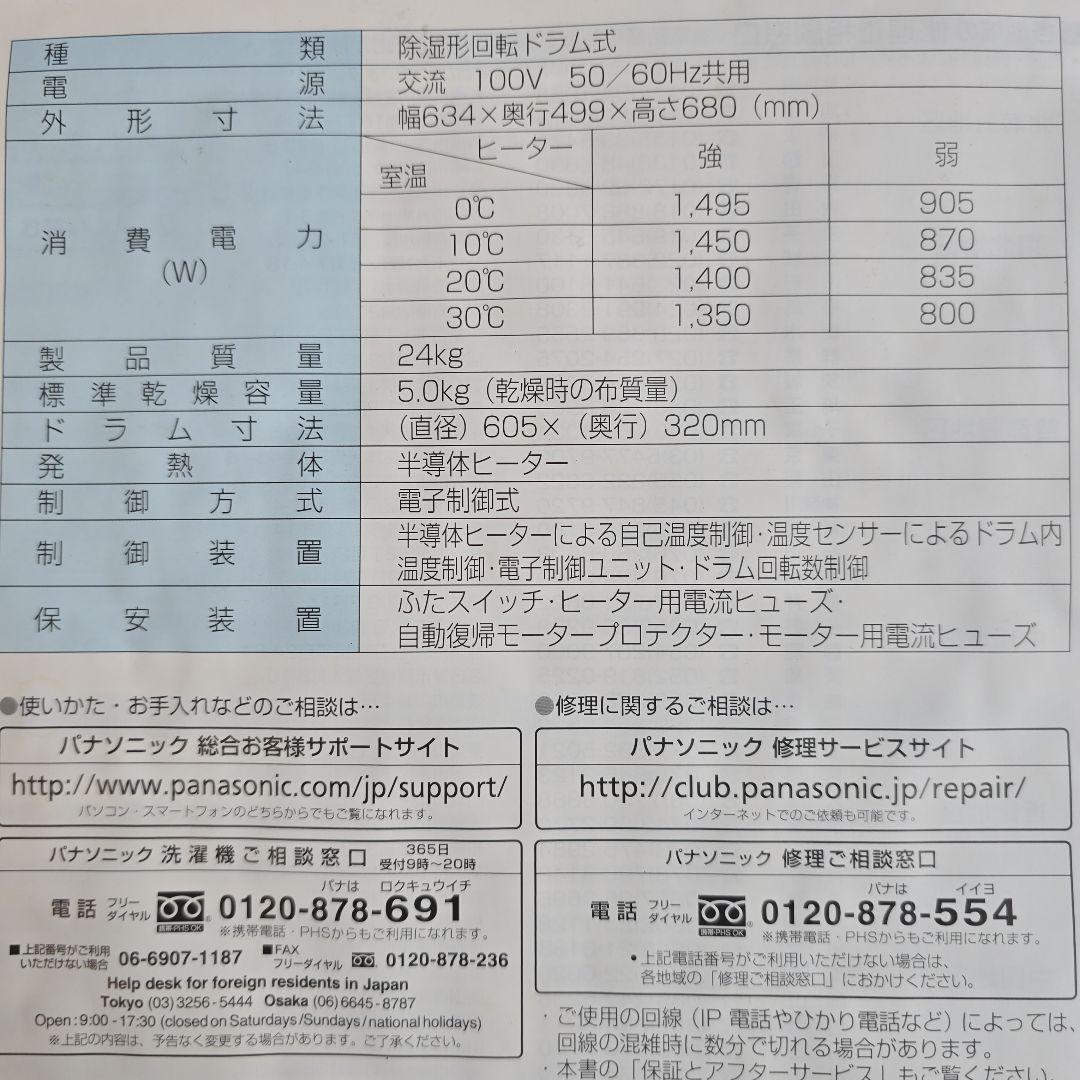 種類 除湿形回転ドラム式
電源 交流 100V 50／60Hz共用
外形寸法 幅634×奥行499×高さ680（mm）
消費電力（W） 室温 ヒーター 強 弱
0℃ 1,495 905
10℃ 1,450 870
20℃ 1,400 835
30℃ 1,350 800
製品質量 24kg
標準乾燥容量 5.0kg（乾燥時の布質量）
ドラム寸法 （直径）605×（奥行）320mm
発熱体 半導体ヒーター
制御方式 電子制御式
制御装置 半導体ヒーターによる自己温度制御・温度センサーによるドラム内
温度制御・電子制御ユニット・ドラム回転数制御
保安装置 ふたスイッチ・ヒーター用電流ヒューズ・
自動復帰モータープロテクター・モーター用電流ヒューズ
●使いかた・お手入れなどのご相談は…
パナソニック 総合お客様サポートサイト
http://www.panasonic.com/jp/support/
パソコン・スマートフォンのどちらからでもご覧になれます。
パナソニック 洗濯機ご相談窓口 365日
受付9時～20時
パナは ロクキュウイチ
電話 フリーダイヤル 携帯・PHS OK 0120-878-691
※携帯電話・PHSからもご利用になれます。
■上記番号がご利用いただけない場合 06-6907-1187 ■FAX フリーダイヤル 0120-878-236
Help desk for foreign residents in Japan
Tokyo (03) 3256-5444 Osaka (06) 6645-8787
Open : 9:00 - 17:30 (closed on Saturdays /Sundays / national holidays)
※上記の内容は、予告なく変更する場合があります。ご了承ください。
●修理に関するご相談は…
パナソニック 修理サービスサイト
http://club.panasonic.jp/repair/
インターネットでのご依頼も可能です。
パナソニック 修理ご相談窓口
パナは イイヨ
電話 フリーダイヤル 携帯・PHS OK 0120-878-554
※携帯電話・PHSからもご利用になれます。
•上記電話番号がご利用いただけない場合は、
各地域の「修理ご相談窓口」におかけください。
・ご使用の回線（IP 電話やひかり電話など）によっては、
回線の混雑時に数分で切れる場合があります。
・本書の「保証とアフターサービス」もご覧ください。